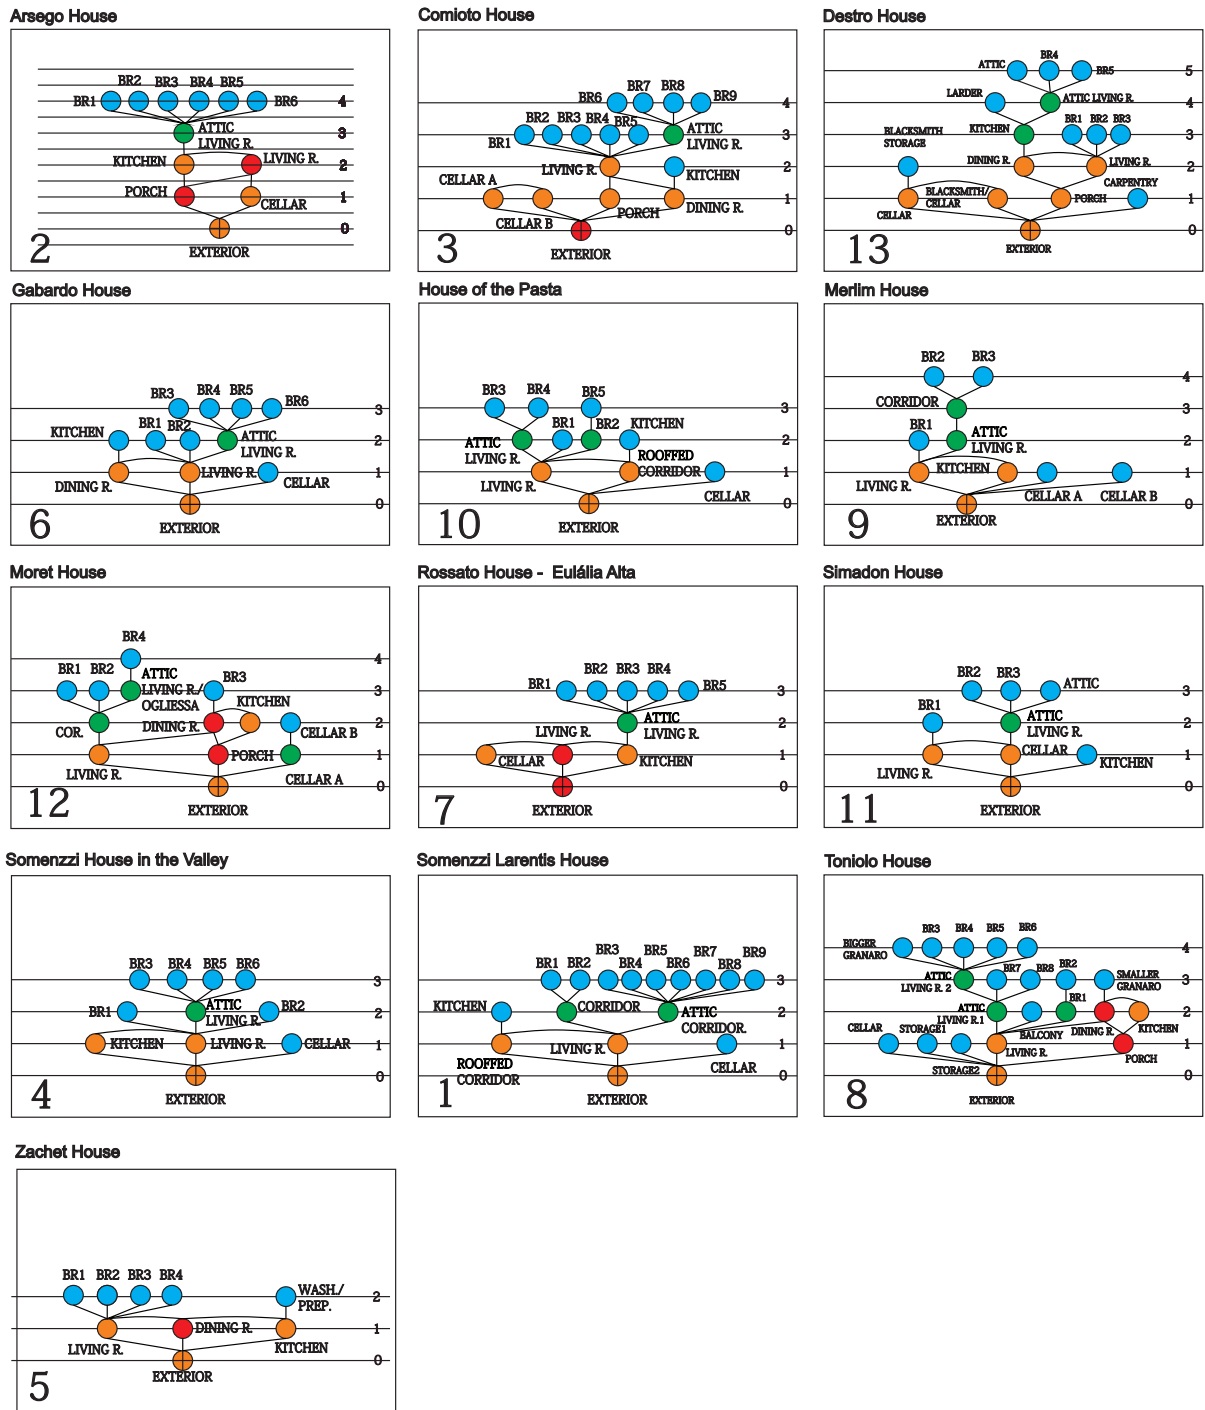 Arsego House
BR2 BR3 BR4 BR5
BR1 BR6 4
ATTIC 3
LIVING R.
KITCHEN LIVING R. 2
PORCH CELLAR 1
0
EXTERIOR
2
Comioto House
BR7 BR8
BR6 BR9 4
BR2 BR3 BR4 BR5 ATTIC 3
BR1 LIVING R.
LIVING R. KITCHEN 2
CELLAR A
PORCH DINING R. 1
CELLAR B 0
EXTERIOR
3
Destro House
BR4
ATTIC BR5 5
LARDER ATTIC LIVING R. 4
BLACKSMITH KITCHEN BR1 BR2 BR3 3
STORAGE
DINING R. LIVING R. 2
CARPENTRY
BLACKSMITH/ PORCH 1
CELLAR
CELLAR
0
EXTERIOR
13
Gabardo House
BR3 BR4 BR5 BR6
3
KITCHEN BR1 BR2 ATTIC 2
LIVING R.
LIVING R. 1
DINING R. CELLAR
0
EXTERIOR
6
House of the Pasta
BR3 BR4 BR5
3
BR1 BR2 KITCHEN
ATTIC 2
LIVING R. ROOFFED
CORRIDOR 1
LIVING R. CELLAR
0
EXTERIOR
10
Merlim House
BR2 BR3
4
CORRIDOR 3
BR1 ATTIC 2
LIVING R.
KITCHEN 1
LIVING R. CELLAR A CELLAR B
0
EXTERIOR
9
Moret House
BR4
4
BR1 BR2 ATTIC BR3
LIVING R./ 3
OGLIESSA KITCHEN
COR. DINING R. CELLAR B 2
PORCH 1
LIVING R. CELLAR A
0
EXTERIOR
12
Rossato House - Eulália Alta
BR2 BR3 BR4
BR1 BR5 3
ATTIC 2
LIVING R. LIVING R.
CELLAR KITCHEN 1
0
EXTERIOR
7
Simadon House
BR2 BR3 ATTIC
3
BR1 ATTIC 2
LIVING R.
CELLAR 1
LIVING R. KITCHEN
0
EXTERIOR
11
Somenzzi House in the Valley
BR3 BR4 BR5 BR6
3
BR1 ATTIC BR2
LIVING R. 2
KITCHEN LIVING R. CELLAR 1
0
EXTERIOR
4
Somenzzi Larentis House
BR3 BR5 BR7 BR9
BR1 BR2 BR4 BR6 BR8
3
KITCHEN CORRIDOR ATTIC 2
CORRIDOR.
LIVING R. 1
ROOFFED CELLAR
CORRIDOR
0
EXTERIOR
1
Toniolo House
BR3 BR4 BR5 BR6
BIGGER 4
GRANARO
BR7 BR8 BR2
ATTIC SMALLER 3
LIVING R. 2 GRANARO
ATTIC BR1 2
LIVING R.1
CELLAR STORAGE1 BALCONY DINING R. KITCHEN
LIVING R. 1
STORAGE2 PORCH
0
EXTERIOR
8
Zachet House
BR1 BR2 BR3 BR4
WASH./ 2
PREP.
DINING R. 1
LIVING R. KITCHEN
0
EXTERIOR
5